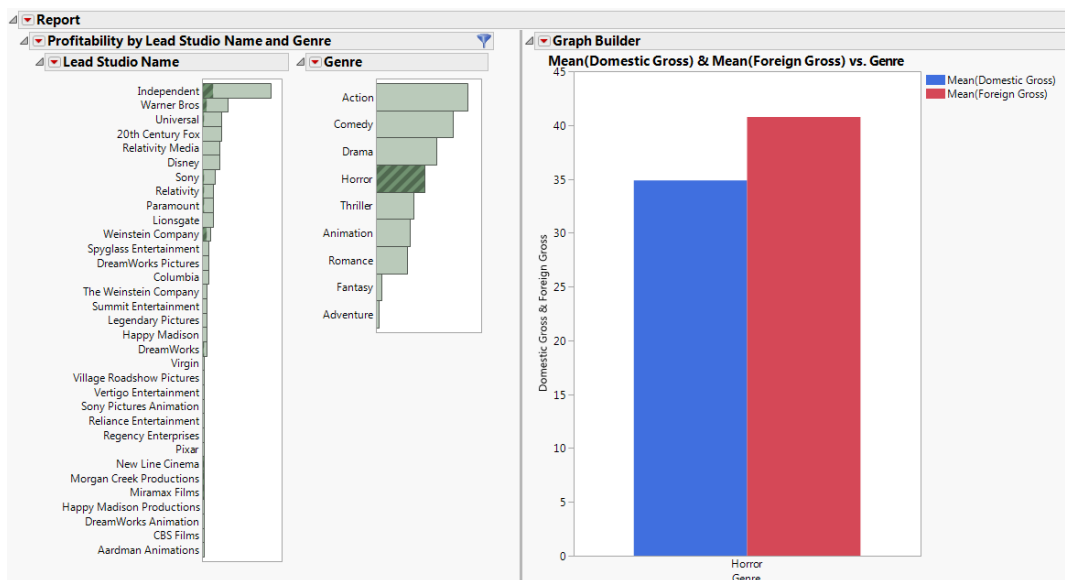 Report
Profitability by Lead Studio Name and Genre
Lead Studio Name
Independent
Warner Bros
Universal
20th Century Fox
Relativity Media
Disney
Sony
Relativity
Paramount
Lionsgate
Weinstein Company
Spyglass Entertainment
DreamWorks Pictures
Columbia
The Weinstein Company
Summit Entertainment
Legendary Pictures
Happy Madison
DreamWorks
Virgin
Village Roadshow Pictures
Vertigo Entertainment
Sony Pictures Animation
Reliance Entertainment
Regency Enterprises
Pixar
New Line Cinema
Morgan Creek Productions
Miramax Films
Happy Madison Productions
DreamWorks Animation
CBS Films
Aardman Animations
Genre
Action
Comedy
Drama
Horror
Thriller
Animation
Romance
Fantasy
Adventure
Graph Builder
Mean(Domestic Gross) & Mean(Foreign Gross) vs. Genre
Domestic Gross & Foreign Gross
45
40
35
30
25
20
15
10
5
0
Horror
Genre
Mean(Domestic Gross)
Mean(Foreign Gross)